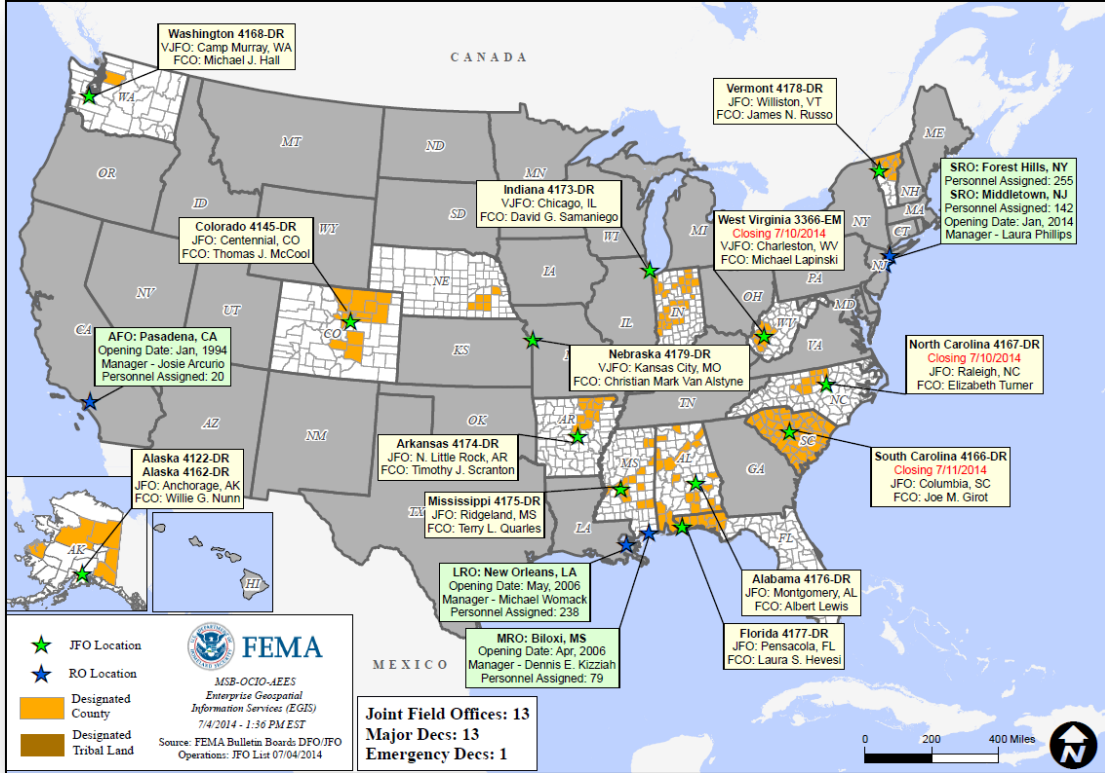 Washington 4168-DR
VJFO: Camp Murray, WA
FCO: Michael J. Hall
CANADA
Vermont 4178-DR
JFO: Williston, VT
FCO: James N. Russo
WA
MT
ND
MN
ME
OR
ID
SD
WI
MI
NY
NH
MA
CT
SRO: Forest Hills, NY
Personnel Assigned: 255
SRO: Middletown, NJ
Personnel Assigned: 142
Opening Date: Jan, 2014
Manager - Laura Phillips
Indiana 4173-DR
VJFO: Chicago, IL
FCO: David G. Samaniego
West Virginia 3366-EM
Closing 7/10/2014
VJFO: Charleston, WV
FCO: Michael Lapinski
Colorado 4145-DR
JFO: Centennial, CO
FCO: Thomas J. McCool
WY
NE
IA
PA
NJ
NV
UT
CO
IL
IN
OH
WV
MD
VA
CA
KS
AFO: Pasadena, CA
Opening Date: Jan, 1994
Manager - Josie Arcurio
Personnel Assigned: 20
Nebraska 4179-DR
VJFO: Kansas City, MO
FCO: Christian Mark Van Alstyne
North Carolina 4167-DR
Closing 7/10/2014
JFO: Raleigh, NC
FCO: Elizabeth Turner
AZ
NM
OK
AR
TN
NC
SC
Arkansas 4174-DR
JFO: N. Little Rock, AR
FCO: Timothy J. Scranton
South Carolina 4166-DR
Closing 7/11/2014
JFO: Columbia, SC
FCO: Joe M. Girot
Alaska 4122-DR
Alaska 4162-DR
JFO: Anchorage, AK
FCO: Willie G. Nunn
Mississippi 4175-DR
JFO: Ridgeland, MS
FCO: Terry L. Quarles
TX
LA
MS
AL
GA
FL
AK
HI
LRO: New Orleans, LA
Opening Date: May, 2006
Manager - Michael Womack
Personnel Assigned: 238
Alabama 4176-DR
JFO: Montgomery, AL
FCO: Albert Lewis
MRO: Biloxi, MS
Opening Date: Apr, 2006
Manager - Dennis E. Kizziah
Personnel Assigned: 79
Florida 4177-DR
JFO: Pensacola, FL
FCO: Laura S. Hevesi
MEXICO
JFO Location
RO Location
Designated
County
Designated
Tribal Land
FEMA
MSB-OCIO-AEES
Enterprise Geospatial
Information Services (EGIS)
7/4/2014 - 1:36 PM EST
Source: FEMA Bulletin Boards DFO/JFO
Operations: JFO List 07/04/2014
Joint Field Offices: 13
Major Decs: 13
Emergency Decs: 1
0 200 400 Miles
N